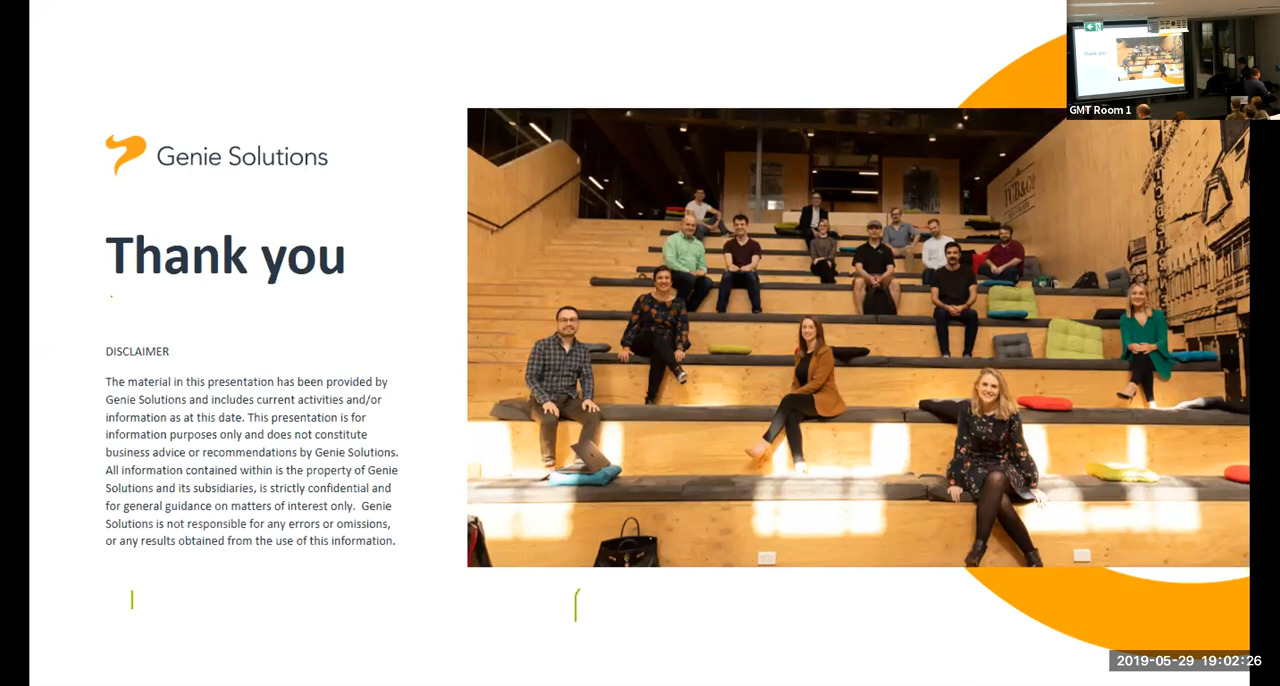 Genie Solutions
Thank you
DISCLAIMER
The material in this presentation has been provided by
Genie Solutions and includes current activities and/or
information as at this date. This presentation is for
information purposes only and does not constitute
business advice or recommendations by Genie Solutions.
All information contained within is the property of Genie
Solutions and its subsidiaries, is strictly confidential and
for general guidance on matters of interest only.  Genie
Solutions is not responsible for any errors or omissions,
or any results obtained from the use of this information.
Thank you
GMT Room 1
TCB&Co
2019-05-29 19:02:26